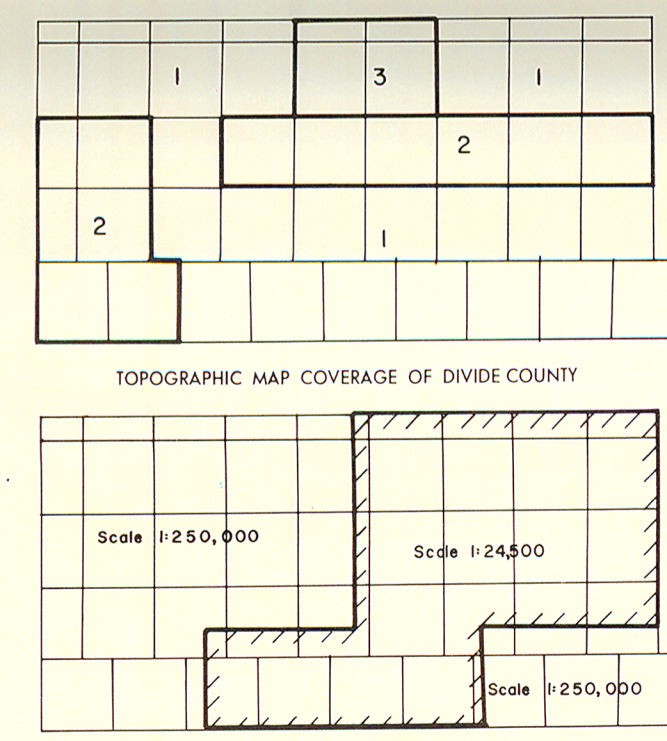 1 3 1
2
2
1
TOPOGRAPHIC MAP COVERAGE OF DIVIDE COUNTY
Scale 1:250,000
Scale 1:24,500
Scale 1:250,000